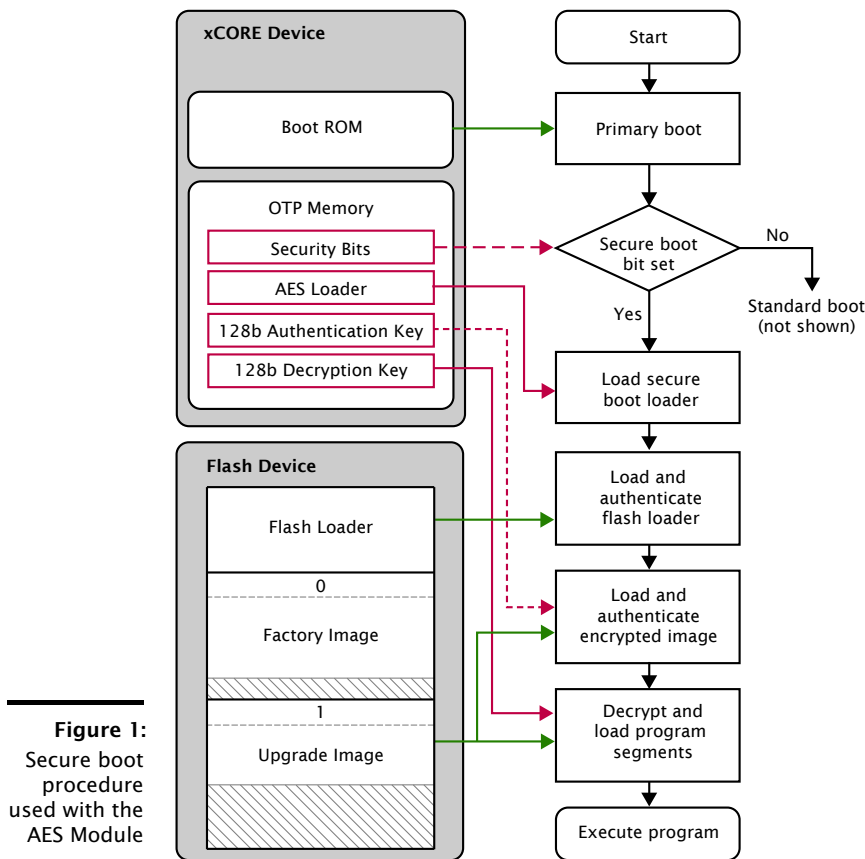 xCORE Device
Boot ROM
OTP Memory
Security Bits
AES Loader
128b Authentication Key
128b Decryption Key
Flash Device
Flash Loader
0
Factory Image
1
Upgrade Image
Start
Primary boot
Secure boot
bit set
No
Standard boot
(not shown)
Yes
Load secure
boot loader
Load and
authenticate
flash loader
Load and
authenticate
encrypted image
Decrypt and
load program
segments
Execute program
Figure 1:
Secure boot
procedure
used with the
AES Module